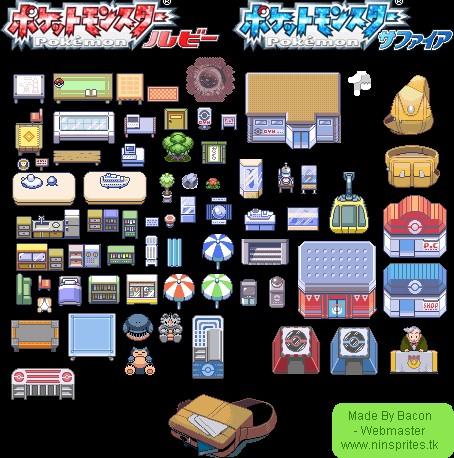 ポケットモンスター
Pokémon
ルビー
ポケットモンスター
Pokémon
サファイア
GYM
P.C
SHOP
Made By Bacon
- Webmaster
www.ninsprites.tk